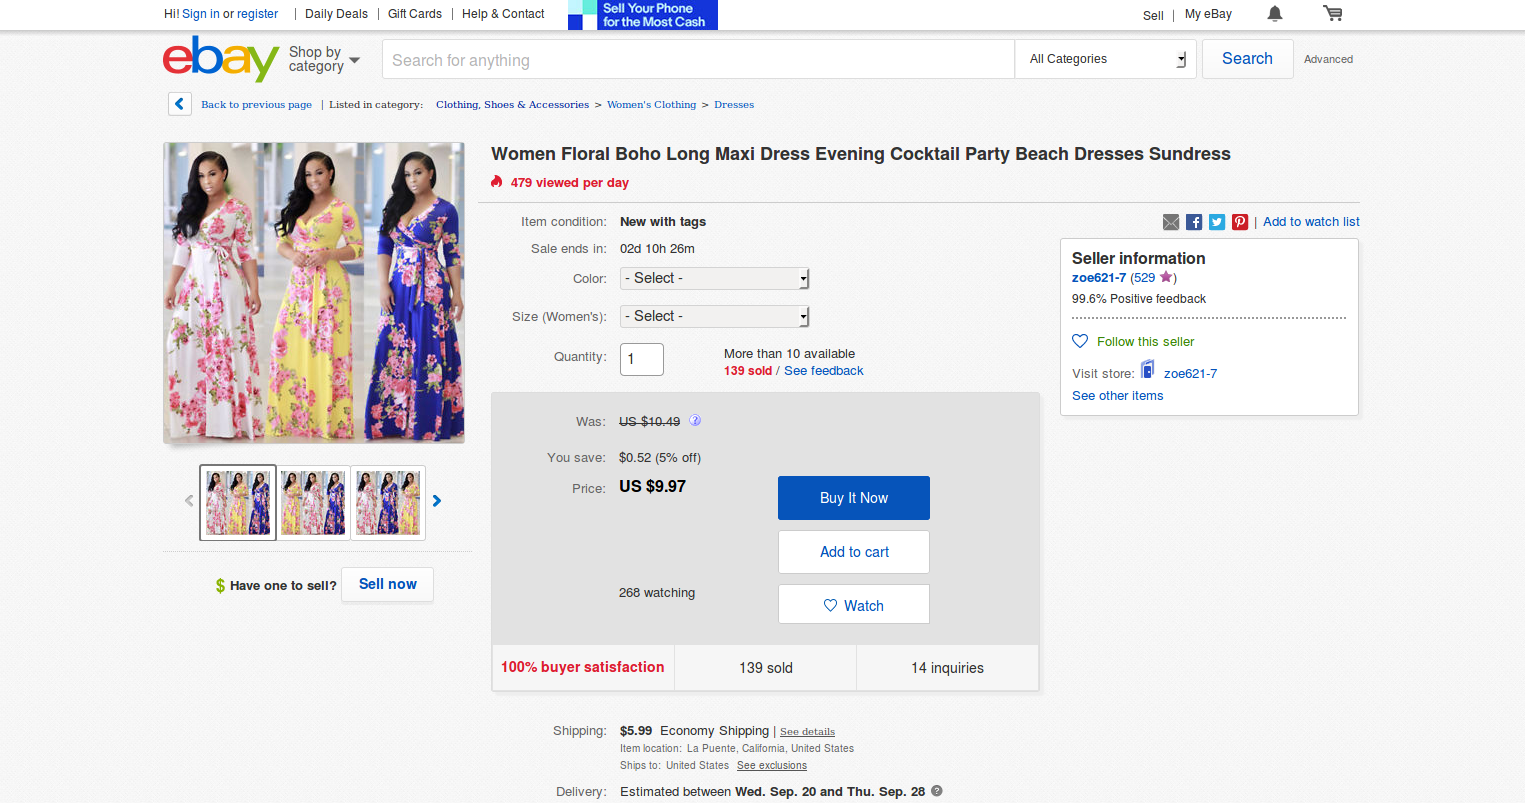 Hi! Sign in or register | Daily Deals | Gift Cards | Help & Contact
Sell Your Phone
for the Most Cash
Sell | My eBay
ebay
Shop by
category
Search for anything
All Categories
Search
Advanced
Back to previous page | Listed in category: Clothing, Shoes & Accessories > Women's Clothing > Dresses
Women Floral Boho Long Maxi Dress Evening Cocktail Party Beach Dresses Sundress
479 viewed per day
Item condition: New with tags
| Add to watch list
Sale ends in: 02d 10h 26m
Color: - Select -
Size (Women's): - Select -
Quantity: 1
More than 10 available
139 sold / See feedback
Seller information
zoe621-7 (529)
99.6% Positive feedback
Follow this seller
Visit store: zoe621-7
See other items
Was: US $10.49 ?
You save: $0.52 (5% off)
Price: US $9.97
Buy It Now
Add to cart
268 watching
Watch
100% buyer satisfaction
139 sold
14 inquiries
$ Have one to sell? Sell now
Shipping: $5.99 Economy Shipping | See details
Item location: La Puente, California, United States
Ships to: United States See exclusions
Delivery: Estimated between Wed. Sep. 20 and Thu. Sep. 28 ?